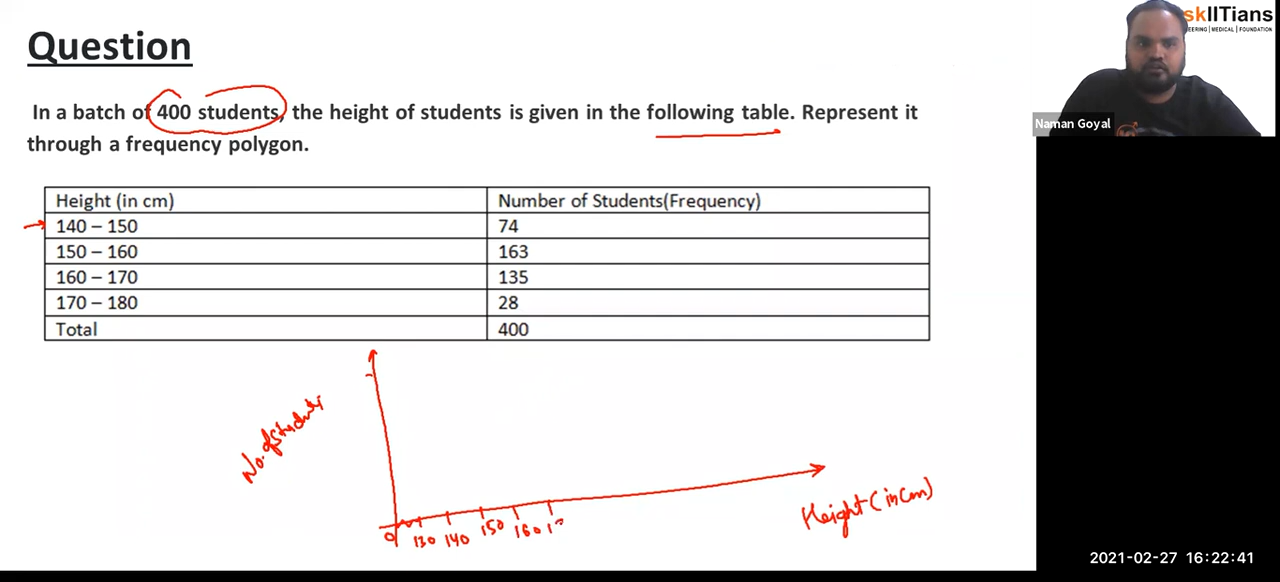 skIITians
EERING | MEDICAL | FOUNDATION
Question
In a batch of 400 students, the height of students is given in the following table. Represent it
through a frequency polygon.
Naman Goyal
Height (in cm) Number of Students(Frequency)
140 – 150 74
150 – 160 163
160 – 170 135
170 – 180 28
Total 400
No. of students
Height (in cm)
0 130 140 150 160
2021-02-27 16:22:41